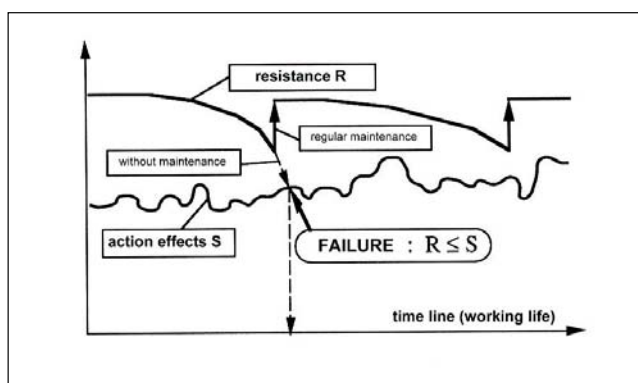 resistance R
regular maintenance
without maintenance
action effects S
FAILURE : R ≤ S
time line (working life)